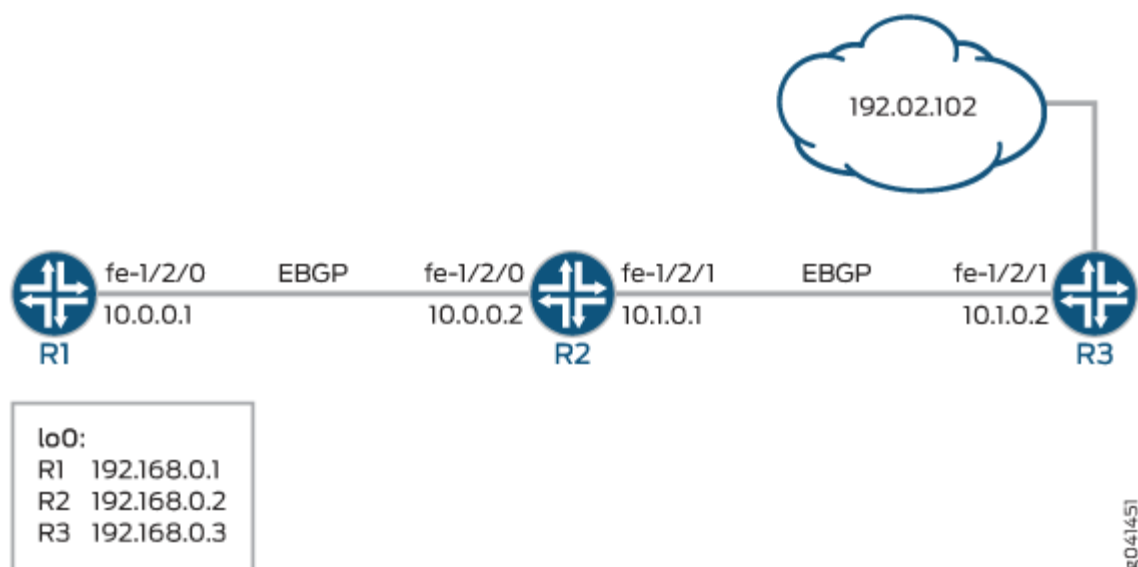 192.02.102
fe-1/2/0 EBGP fe-1/2/0 fe-1/2/1 EBGP fe-1/2/1
10.0.0.1 10.0.0.2 10.1.0.1 10.1.0.2
R1 R2 R3
lo0:
R1 192.168.0.1
R2 192.168.0.2
R3 192.168.0.3
g041451